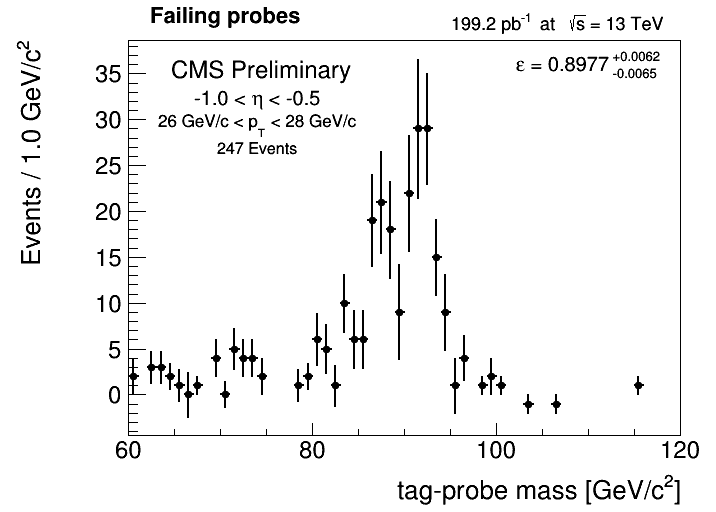 Failing probes
199.2 pb⁻¹ at √s = 13 TeV
CMS Preliminary
-1.0 < η < -0.5
26 GeV/c < p_T < 28 GeV/c
247 Events
ε = 0.8977 +0.0062 -0.0065
Events / 1.0 GeV/c²
35
30
25
20
15
10
5
0
60 80 100 120
tag-probe mass [GeV/c²]